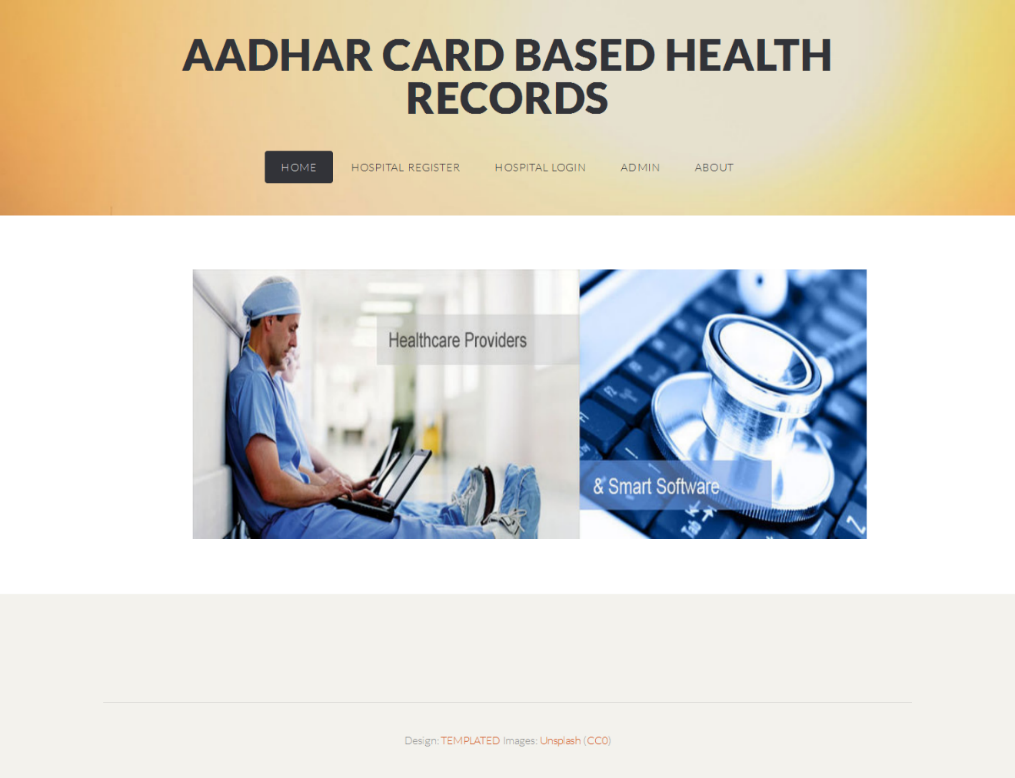 AADHAR CARD BASED HEALTH
RECORDS
HOME HOSPITAL REGISTER HOSPITAL LOGIN ADMIN ABOUT
Healthcare Providers
& Smart Software
Tab
Z
Design: TEMPLATED Images: Unsplash (CC0)